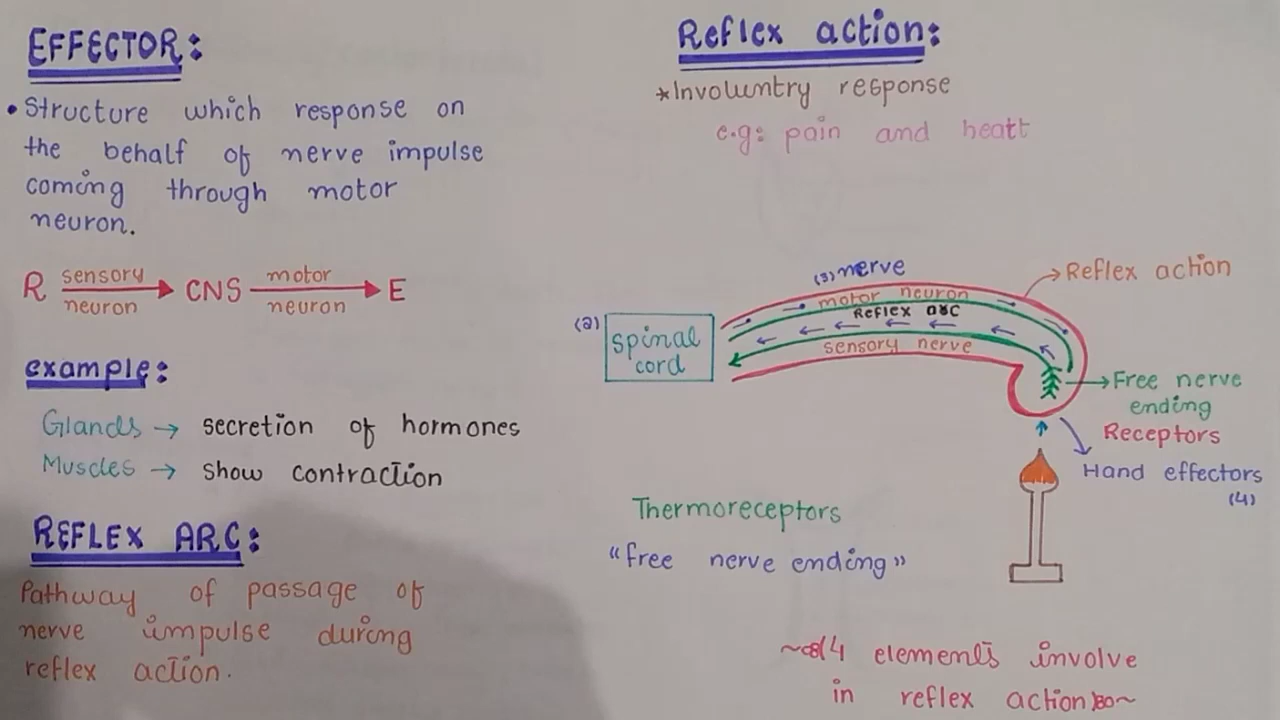 EFFECTOR:
• Structure which response on
the behalf of nerve impulse
coming through motor
neuron.
R sensory neuron → CNS motor neuron → E
example:
Glands → secretion of hormones
Muscles → show contraction
REFLEX ARC:
Pathway of passage of
nerve impulse during
reflex action.
Reflex action:
*Involuntry response
e.g: pain and heatt
(3) nerve
→ Reflex action
motor neuron
Reflex arc
(2)
spinal
cord
sensory nerve
→ Free nerve
ending
Receptors
Hand effectors
(4)
Thermoreceptors
"free nerve ending"
4 elements involve
in reflex action